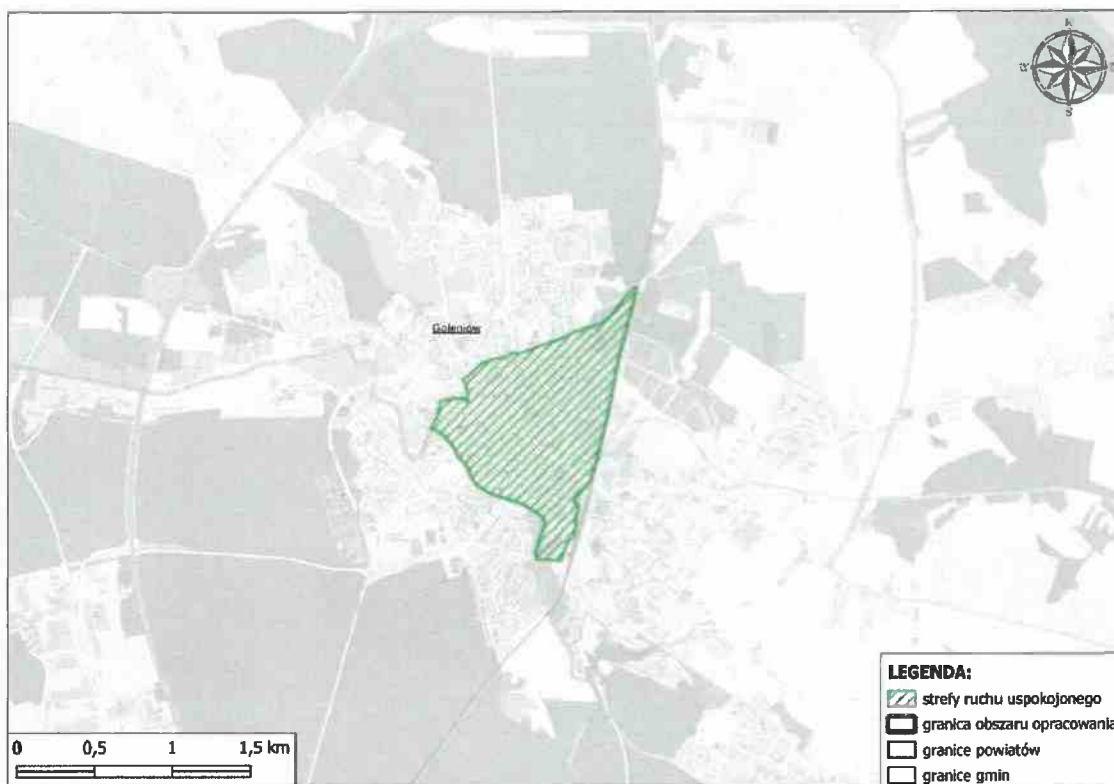 S
Goleniów
LEGENDA:
strefy ruchu uspokojonego
granica obszaru opracowania
granice powiatów
granice gmin
0 0,5 1 1,5 km